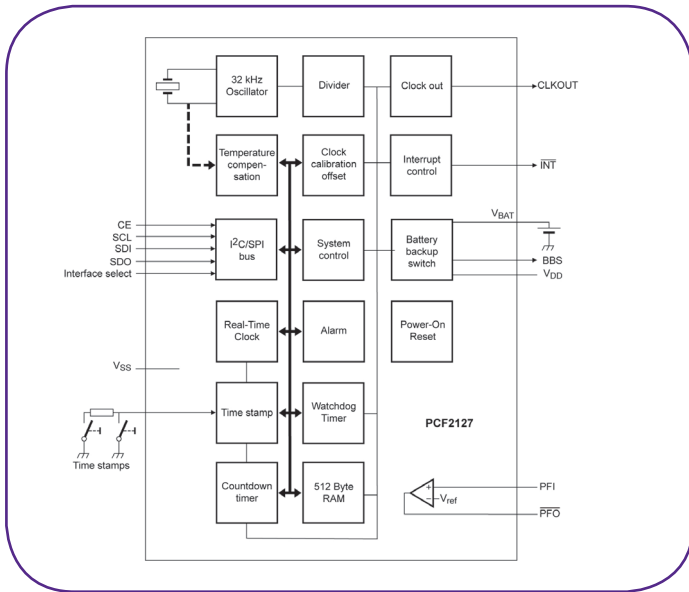 32 kHz
Oscillator
Divider
Clock out
CLKOUT
Temperature
compen-
sation
Clock
calibration
offset
Interrupt
control
INT
CE
SCL
SDI
SDO
Interface select
I2C/SPI
bus
System
control
Battery
backup
switch
VBAT
BBS
VDD
Real-Time
Clock
Alarm
Power-On
Reset
VSS
Time stamp
Watchdog
Timer
PCF2127
Time stamps
Countdown
timer
512 Byte
RAM
+
−
Vref
PFI
PFO